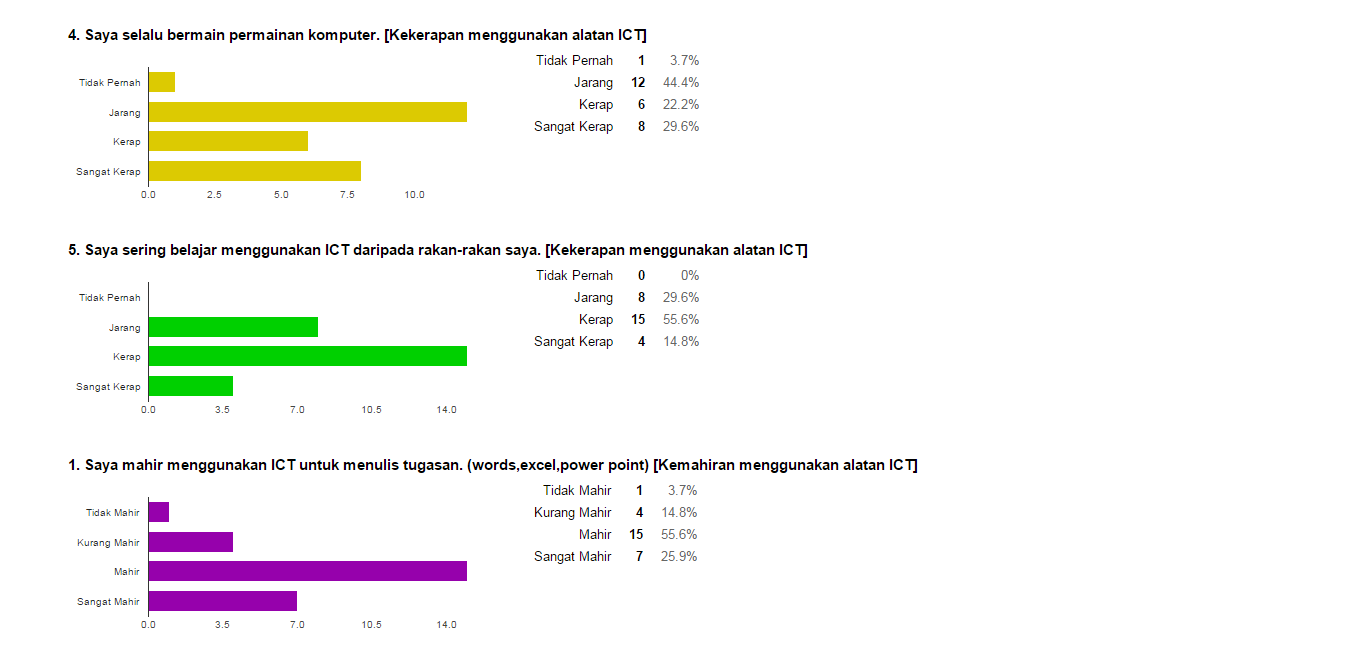 4. Saya selalu bermain permainan komputer. [Kekerapan menggunakan alatan ICT]
Tidak Pernah 1 3.7%
Jarang 12 44.4%
Kerap 6 22.2%
Sangat Kerap 8 29.6%
Tidak Pernah
Jarang
Kerap
Sangat Kerap
0.0 2.5 5.0 7.5 10.0
5. Saya sering belajar menggunakan ICT daripada rakan-rakan saya. [Kekerapan menggunakan alatan ICT]
Tidak Pernah 0 0%
Jarang 8 29.6%
Kerap 15 55.6%
Sangat Kerap 4 14.8%
Tidak Pernah
Jarang
Kerap
Sangat Kerap
0.0 3.5 7.0 10.5 14.0
1. Saya mahir menggunakan ICT untuk menulis tugasan. (words,excel,power point) [Kemahiran menggunakan alatan ICT]
Tidak Mahir 1 3.7%
Kurang Mahir 4 14.8%
Mahir 15 55.6%
Sangat Mahir 7 25.9%
Tidak Mahir
Kurang Mahir
Mahir
Sangat Mahir
0.0 3.5 7.0 10.5 14.0